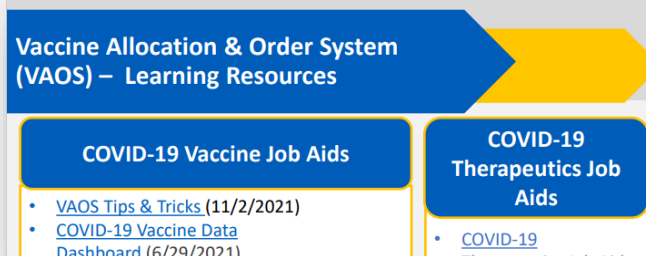 Vaccine Allocation & Order System
(VAOS) – Learning Resources
COVID-19 Vaccine Job Aids
• VAOS Tips & Tricks (11/2/2021)
• COVID-19 Vaccine Data
Dashboard (6/29/2021)
COVID-19
Therapeutics Job
Aids
• COVID-19